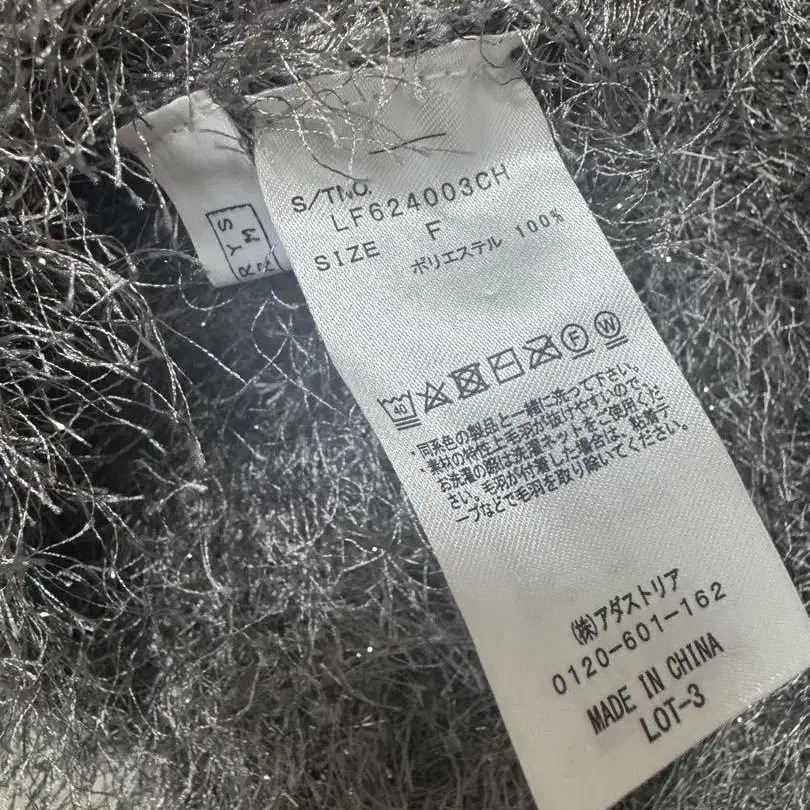 S/TNO.
LF624003CH
SIZE F
ポリエステル 100%
40
F W
・同系色の製品と一緒に洗って下さい。
・素材の特性上毛羽が抜けやすいので、
お洗濯の際は洗濯ネットをご使用くだ
さい。毛羽が付着した場合は、粘着テ
ープなどで毛羽を取り除いてください。
(株)アダストリア
0120-601-162
MADE IN CHINA
LOT-3